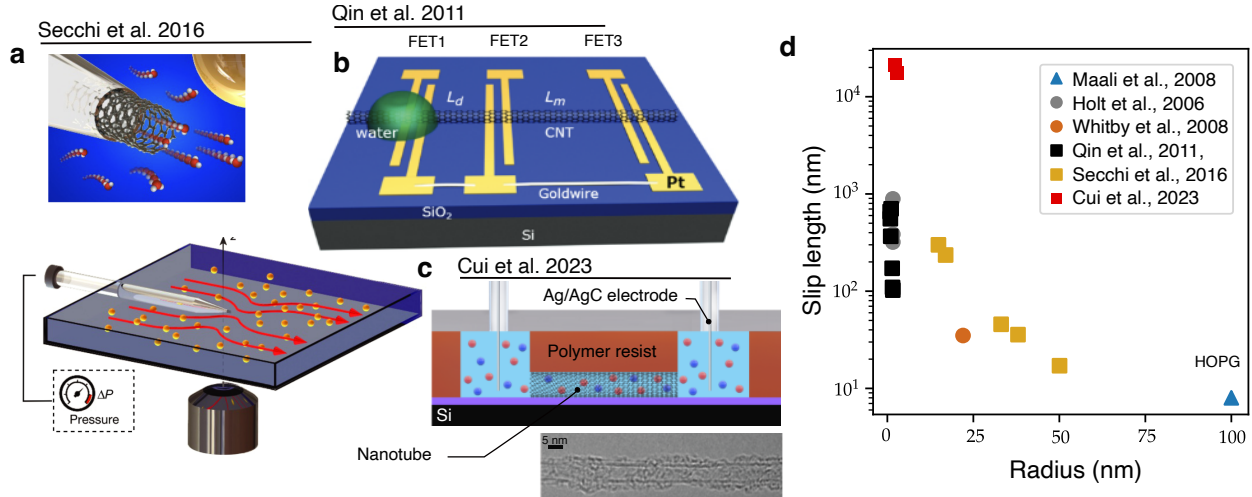 Secchi et al. 2016
a
z
ΔP
Pressure
Qin et al. 2011
FET1 FET2 FET3
b
L_d L_m
water CNT
Goldwire Pt
SiO₂
Si
c
Cui et al. 2023
Ag/AgC electrode
Polymer resist
Si
Nanotube
5 nm
d
Slip length (nm)
10⁴
10³
10²
10¹
Maali et al., 2008
Holt et al., 2006
Whitby et al., 2008
Qin et al., 2011,
Secchi et al., 2016
Cui et al., 2023
HOPG
0 25 50 75 100
Radius (nm)